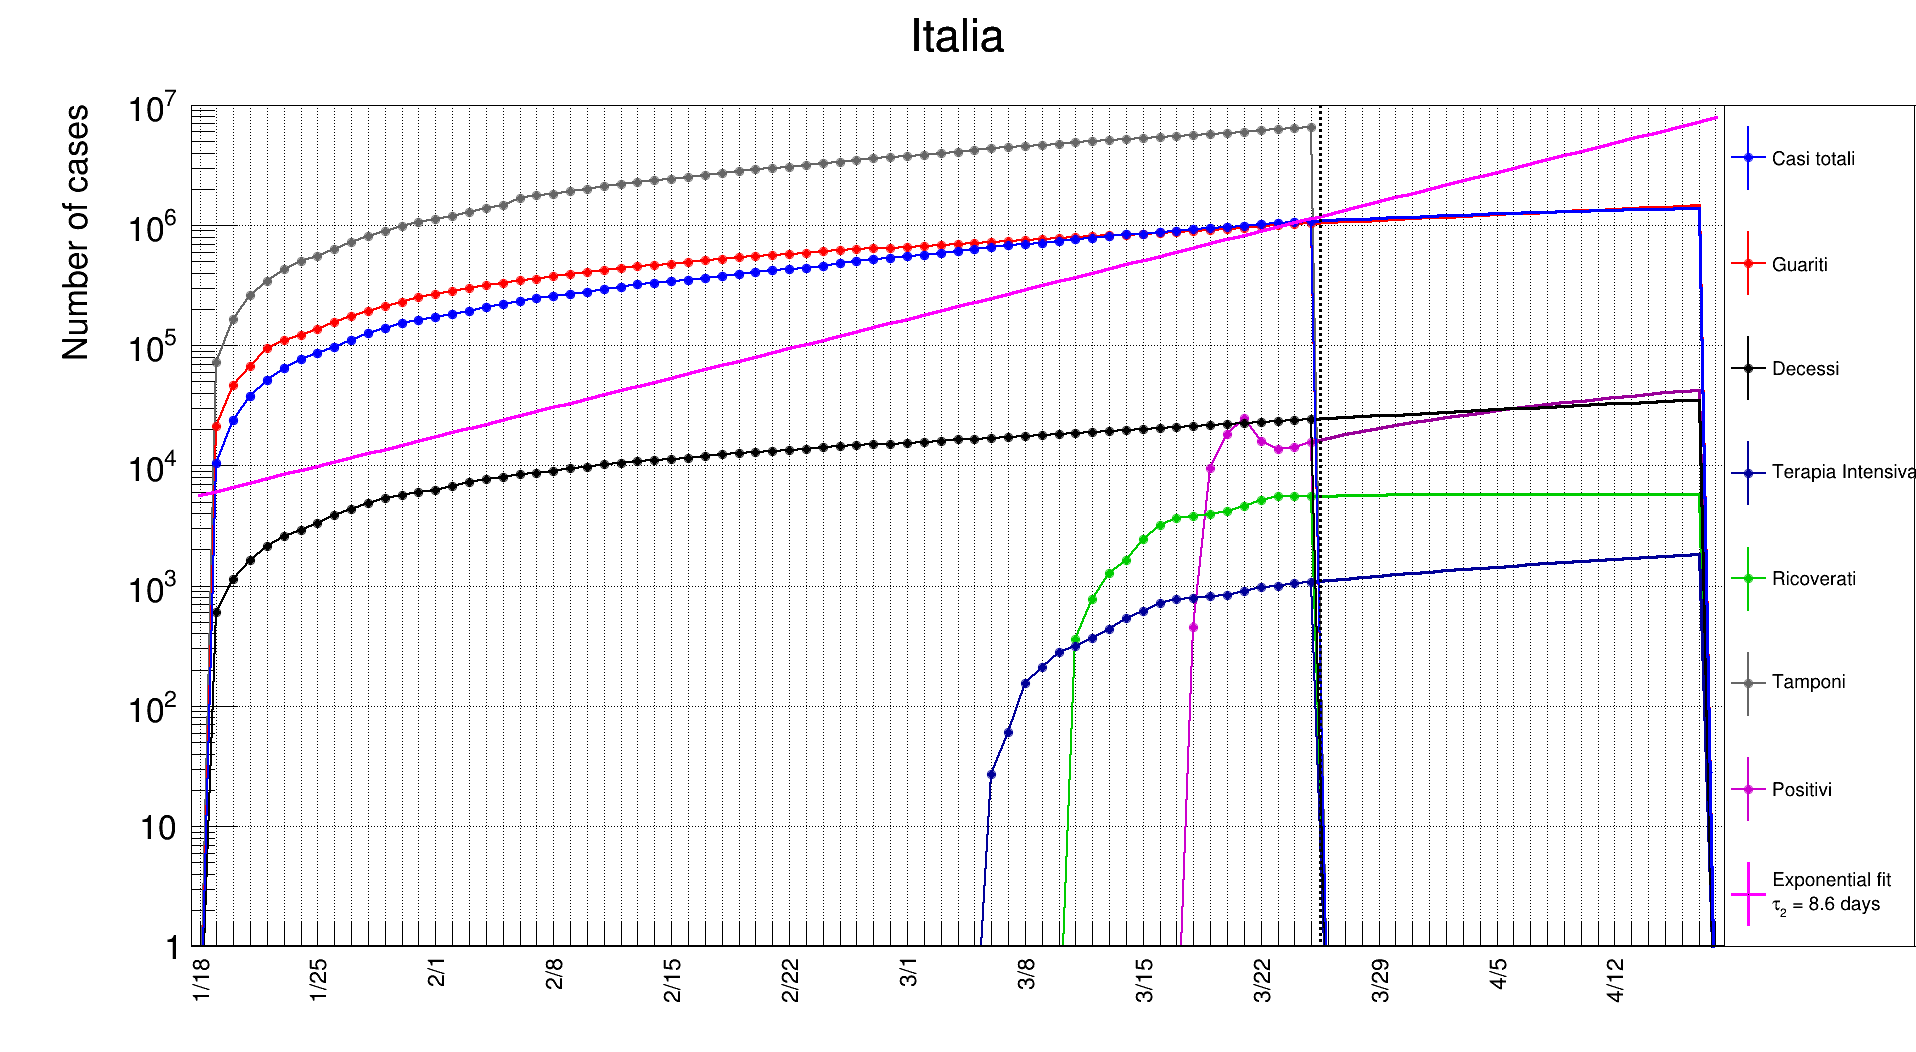 Italia
Number of cases
10^7
10^6
10^5
10^4
10^3
10^2
10
1
1/18
1/25
2/1
2/8
2/15
2/22
3/1
3/8
3/15
3/22
3/29
4/5
4/12
Casi totali
Guariti
Decessi
Terapia Intensiva
Ricoverati
Tamponi
Positivi
Exponential fit
τ₂ = 8.6 days